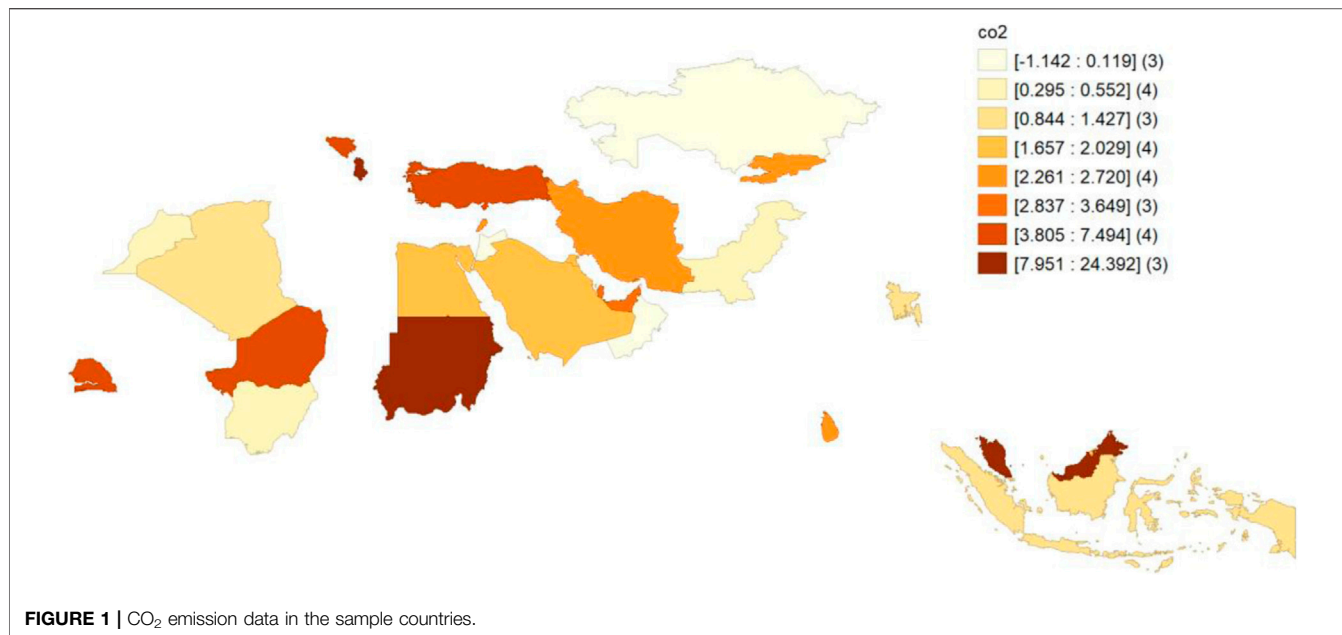 co2
[-1.142 : 0.119] (3)
[0.295 : 0.552] (4)
[0.844 : 1.427] (3)
[1.657 : 2.029] (4)
[2.261 : 2.720] (4)
[2.837 : 3.649] (3)
[3.805 : 7.494] (4)
[7.951 : 24.392] (3)
FIGURE 1 | CO₂ emission data in the sample countries.